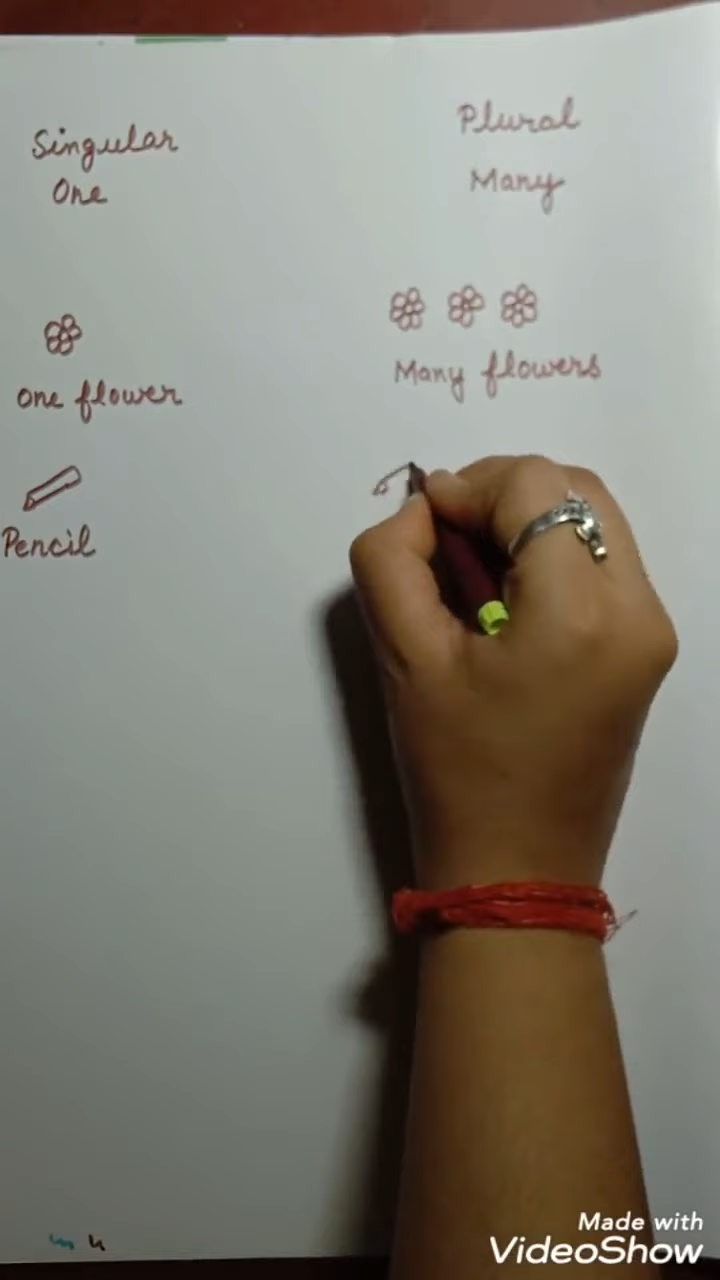 Singular
One
Plural
Many
One flower
Many flowers
Pencil
Made with
VideoShow